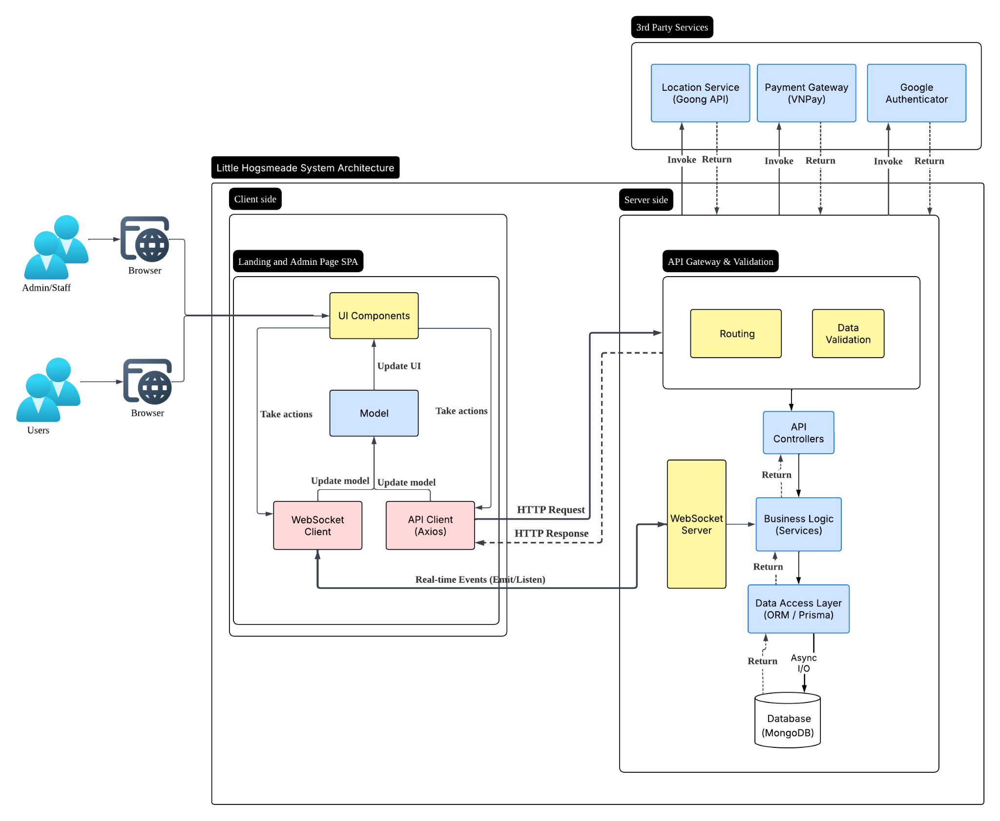 3rd Party Services
Location Service
(Goong API)
Payment Gateway
(VNPay)
Google
Authenticator
Invoke
Return
Invoke
Return
Invoke
Return
Little Hogsmeade System Architecture
Client side
Server side
Admin/Staff
Browser
Users
Browser
Landing and Admin Page SPA
UI Components
Update UI
Model
Take actions
Take actions
Update model
Update model
WebSocket
Client
API Client
(Axios)
HTTP Request
HTTP Response
Real-time Events (Emit/Listen)
API Gateway & Validation
Routing
Data
Validation
API
Controllers
Return
WebSocket
Server
Business Logic
(Services)
Return
Data Access Layer
(ORM / Prisma)
Return
Async
I/O
Database
(MongoDB)